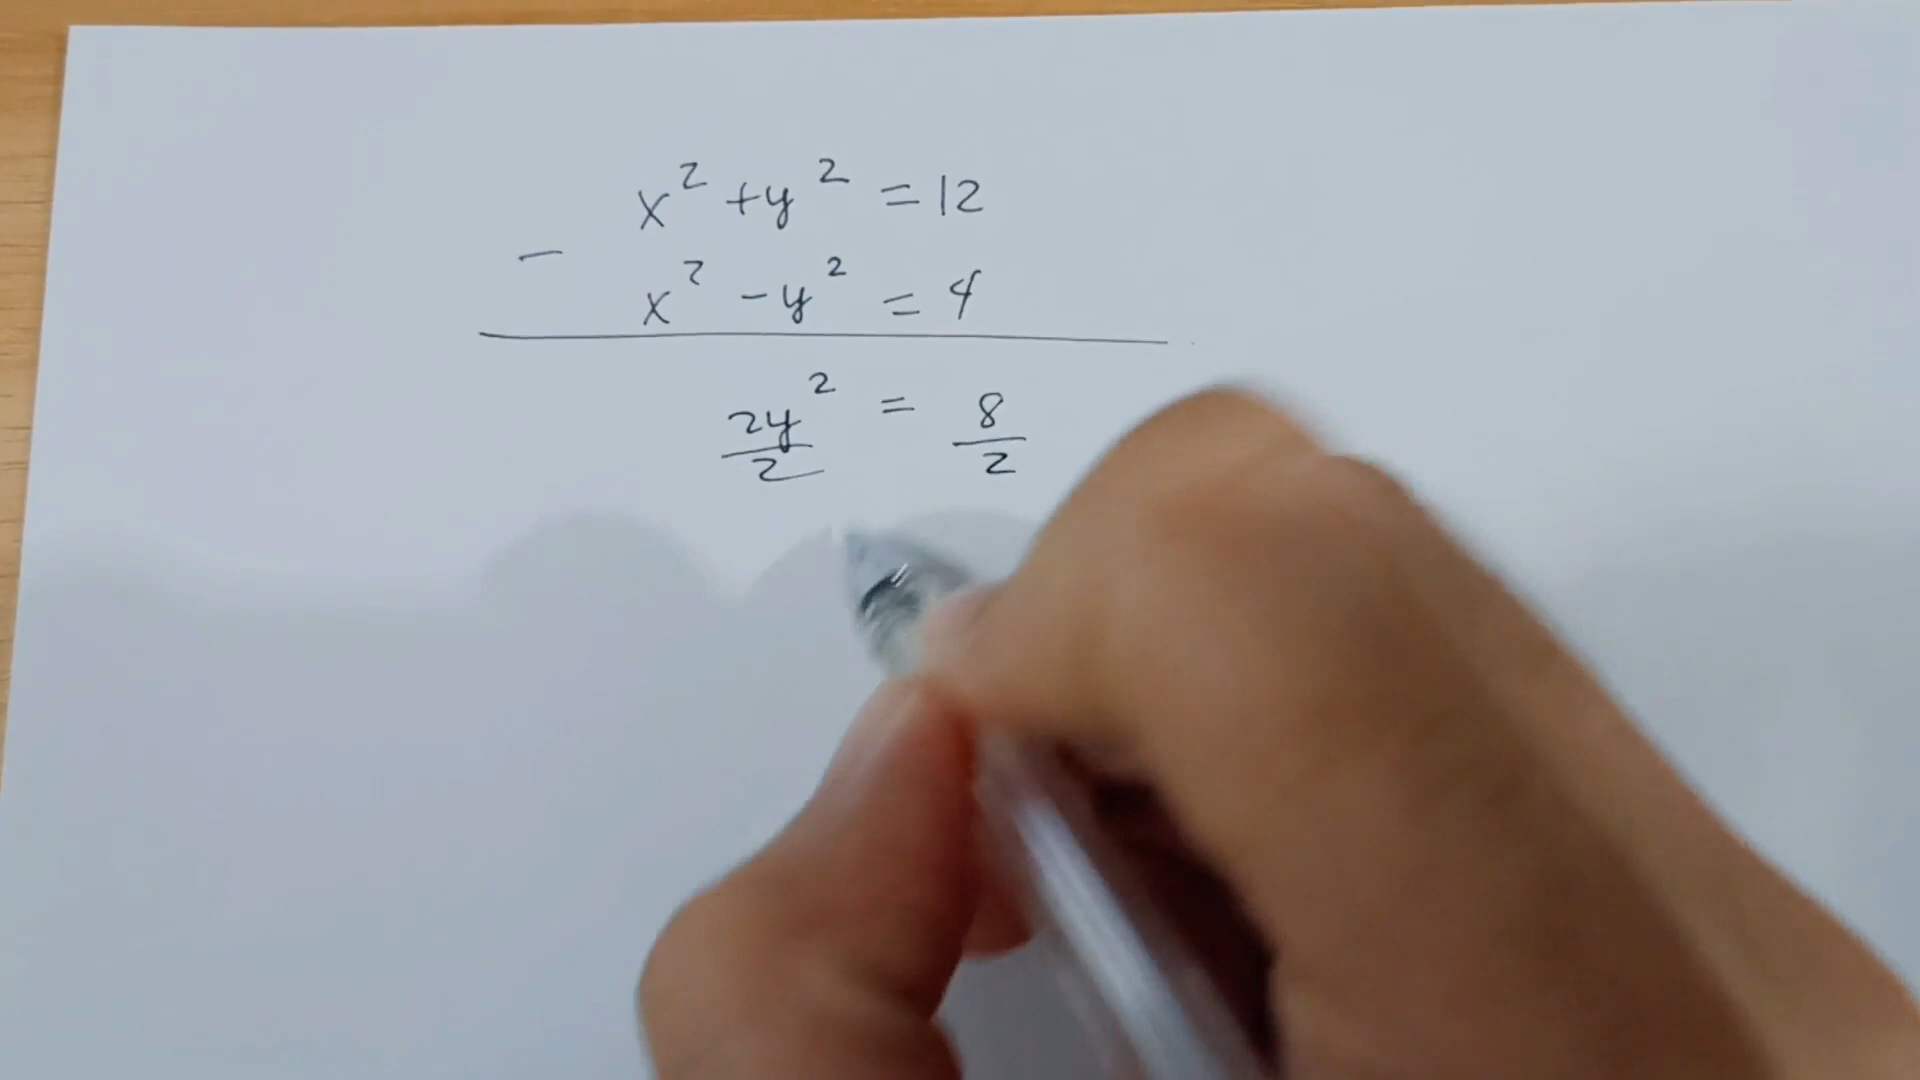 x² + y² = 12
−
x² − y² = 4
2y² = 8
2 2